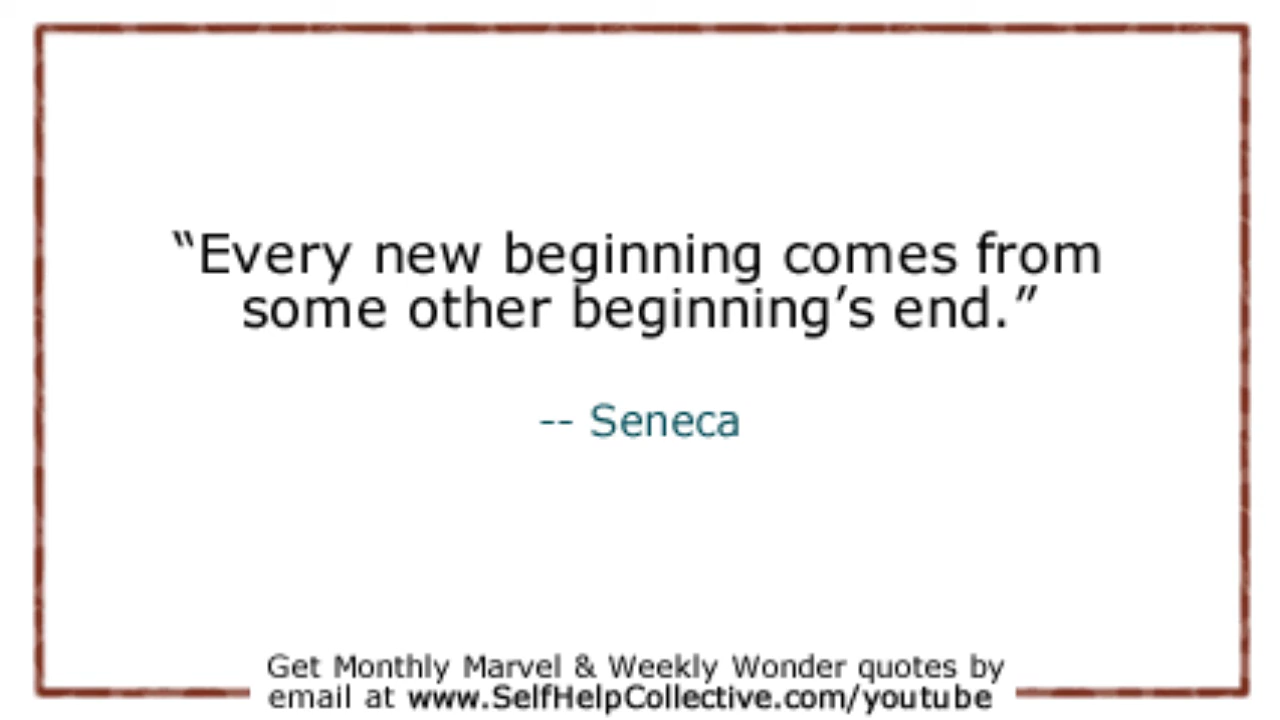 “Every new beginning comes from
some other beginning’s end.”
-- Seneca
Get Monthly Marvel & Weekly Wonder quotes by
email at www.SelfHelpCollective.com/youtube